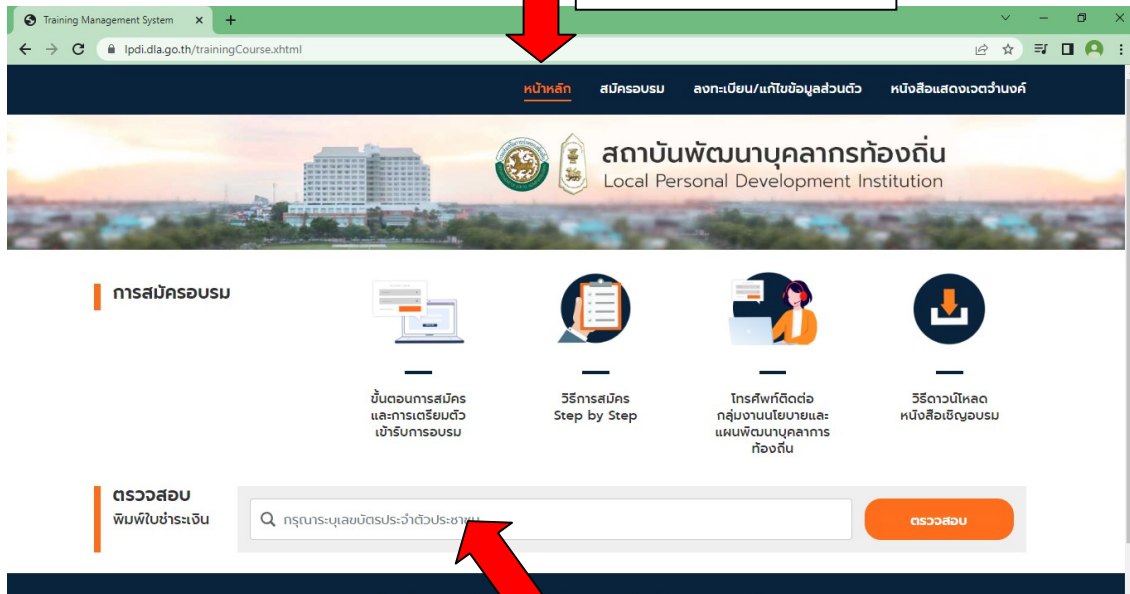 Training Management System
lpdi.dla.go.th/trainingCourse.xhtml
หน้าหลัก สมัครอบรม ลงทะเบียน/แก้ไขข้อมูลส่วนตัว หนังสือแสดงเจตจำนงค์
สถาบันพัฒนาบุคลากรท้องถิ่น
Local Personal Development Institution
การสมัครอบรม
ขั้นตอนการสมัคร
และการเตรียมตัว
เข้ารับการอบรม
วิธีการสมัคร
Step by Step
โทรศัพท์ติดต่อ
กลุ่มงานนโยบายและ
แผนพัฒนาบุคลาการ
ท้องถิ่น
วิธีดาวน์โหลด
หนังสือเชิญอบรม
ตรวจสอบ
พิมพ์ใบชำระเงิน
กรุณาระบุเลขบัตรประจำตัวประชาชน
ตรวจสอบ